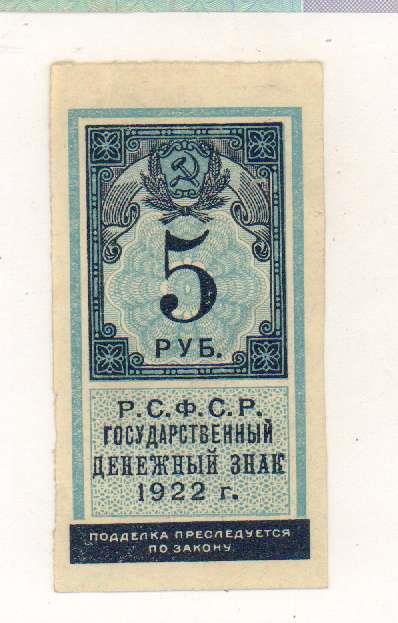 5
РУБ.
Р.С.Ф.С.Р.
ГОСУДАРСТВЕННЫЙ
ДЕНЕЖНЫЙ ЗНАК
1922 г.
ПОДДЕЛКА ПРЕСЛЕДУЕТСЯ
ПО ЗАКОНУ